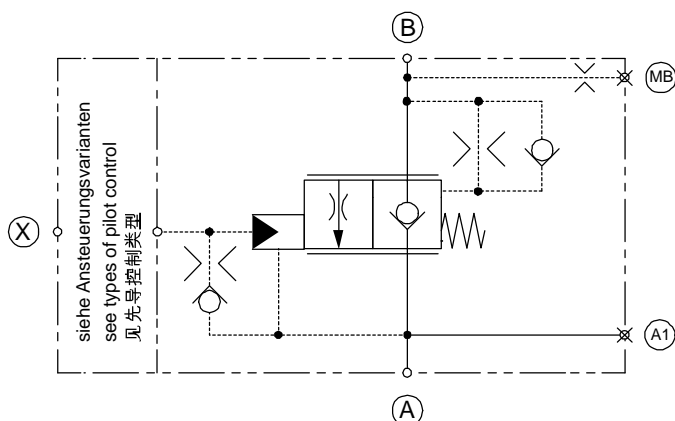 B
MB
X
siehe Ansteuerungsvarianten
see types of pilot control
见先导控制类型
A1
A